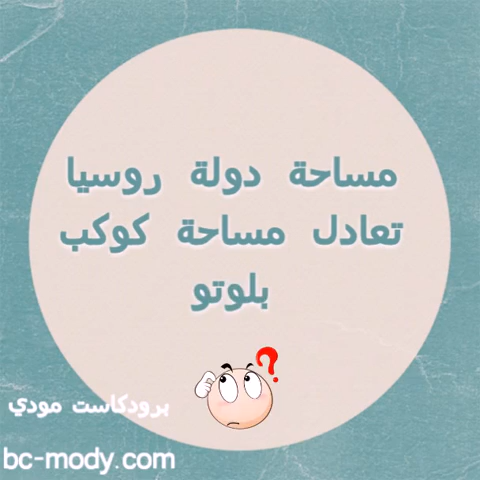 مساحة دولة روسيا
تعادل مساحة كوكب
بلوتو
?
برودكاست مودي
bc-mody.com